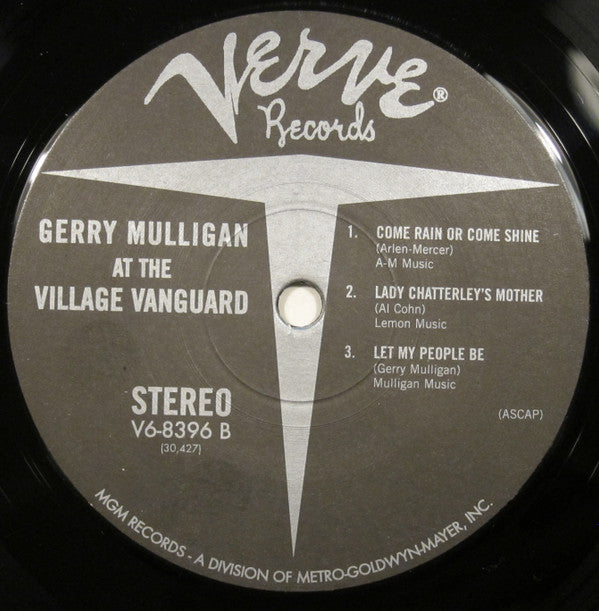 Verve®
Records
GERRY MULLIGAN
AT THE
VILLAGE VANGUARD
STEREO
V6-8396 B
(30,427)
1. COME RAIN OR COME SHINE
(Arlen-Mercer)
A-M Music
2. LADY CHATTERLEY'S MOTHER
(Al Cohn)
Lemon Music
3. LET MY PEOPLE BE
(Gerry Mulligan)
Mulligan Music
(ASCAP)
MGM RECORDS - A DIVISION OF METRO-GOLDWYN-MAYER, INC.